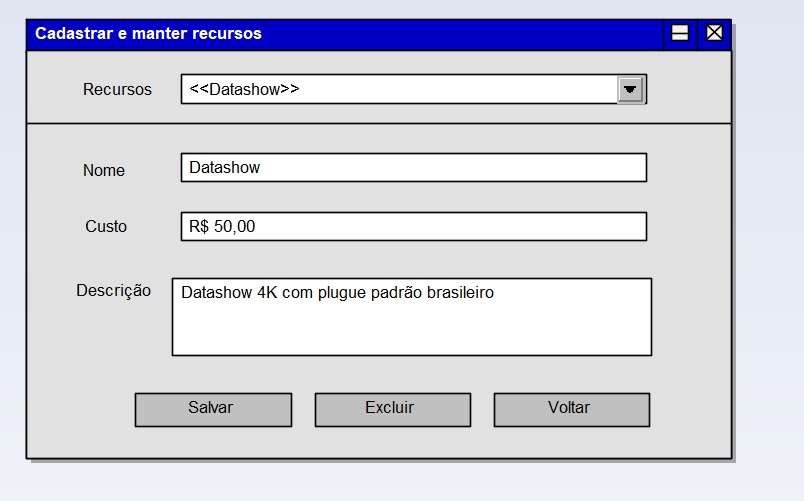 Cadastrar e manter recursos
Recursos
<<Datashow>>
Nome
Datashow
Custo
R$ 50,00
Descrição
Datashow 4K com plugue padrão brasileiro
Salvar
Excluir
Voltar